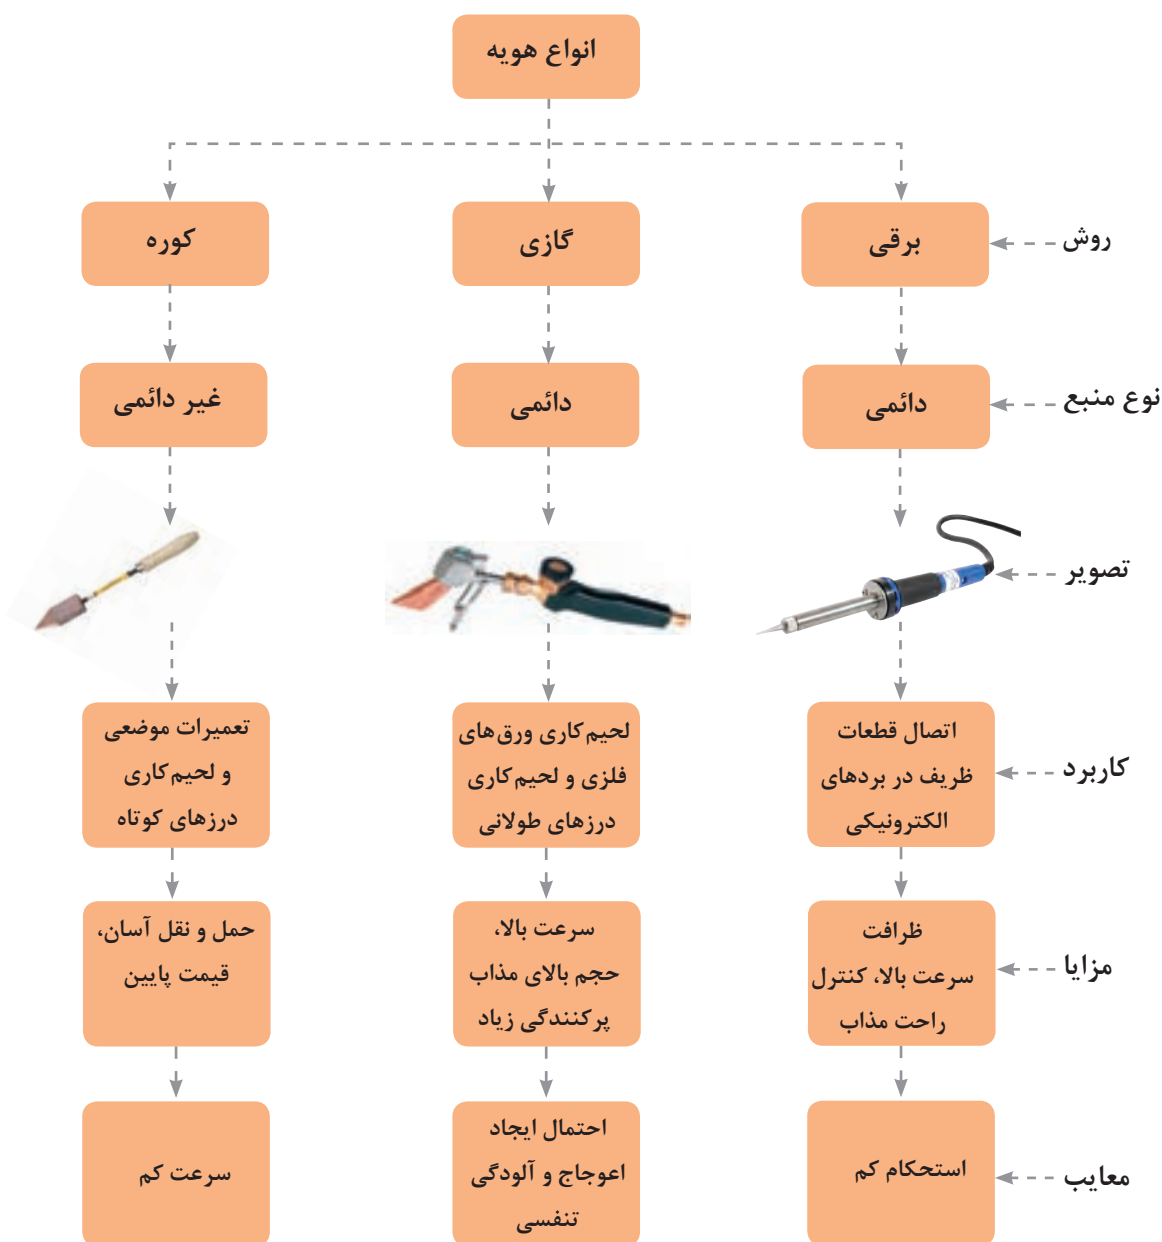 انواع هویه
روش
برقی
گازی
کوره
نوع منبع
دائمی
دائمی
غیر دائمی
تصویر
کاربرد
اتصال قطعات
ظریف در بردهای
الکترونیکی
لحیم‌کاری ورق‌های
فلزی و لحیم‌کاری
درزهای طولانی
تعمیرات موضعی
و لحیم‌کاری
درزهای کوتاه
مزایا
ظرافت
سرعت بالا، کنترل
راحت مذاب
سرعت بالا،
حجم بالای مذاب
پرکنندگی زیاد
حمل و نقل آسان،
قیمت پایین
معایب
استحکام کم
احتمال ایجاد
اعوجاج و آلودگی
تنفسی
سرعت کم